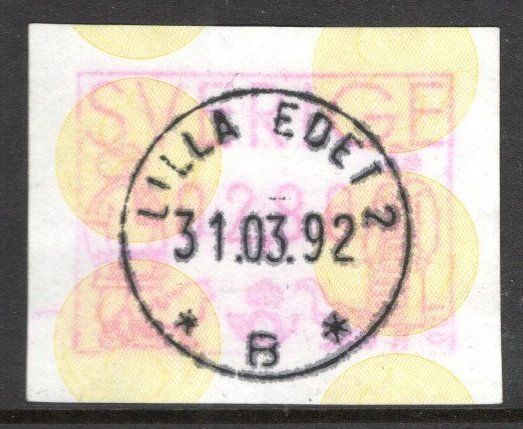 SVERIGE
LILLA EDET 2
31.03.92
* B *